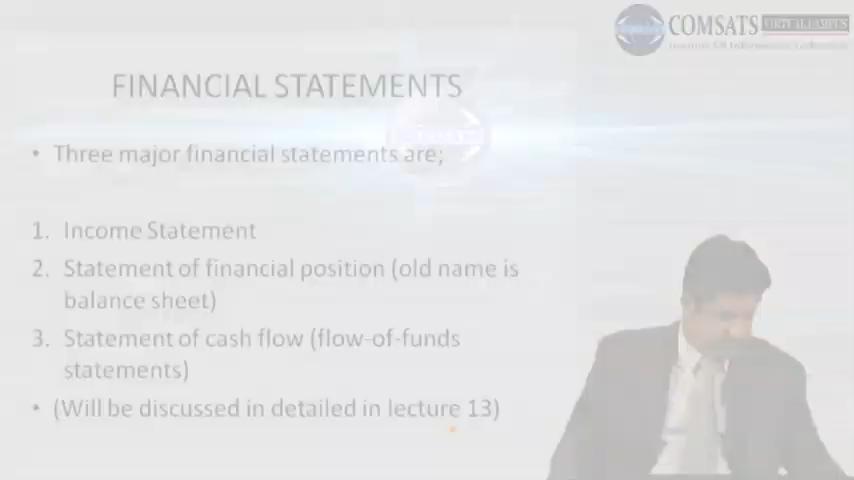 COMSATS VIRTUAL CAMPUS
FINANCIAL STATEMENTS
• Three major financial statements are;
1. Income Statement
2. Statement of financial position (old name is
balance sheet)
3. Statement of cash flow (flow-of-funds
statements)
• (Will be discussed in detailed in lecture 13)